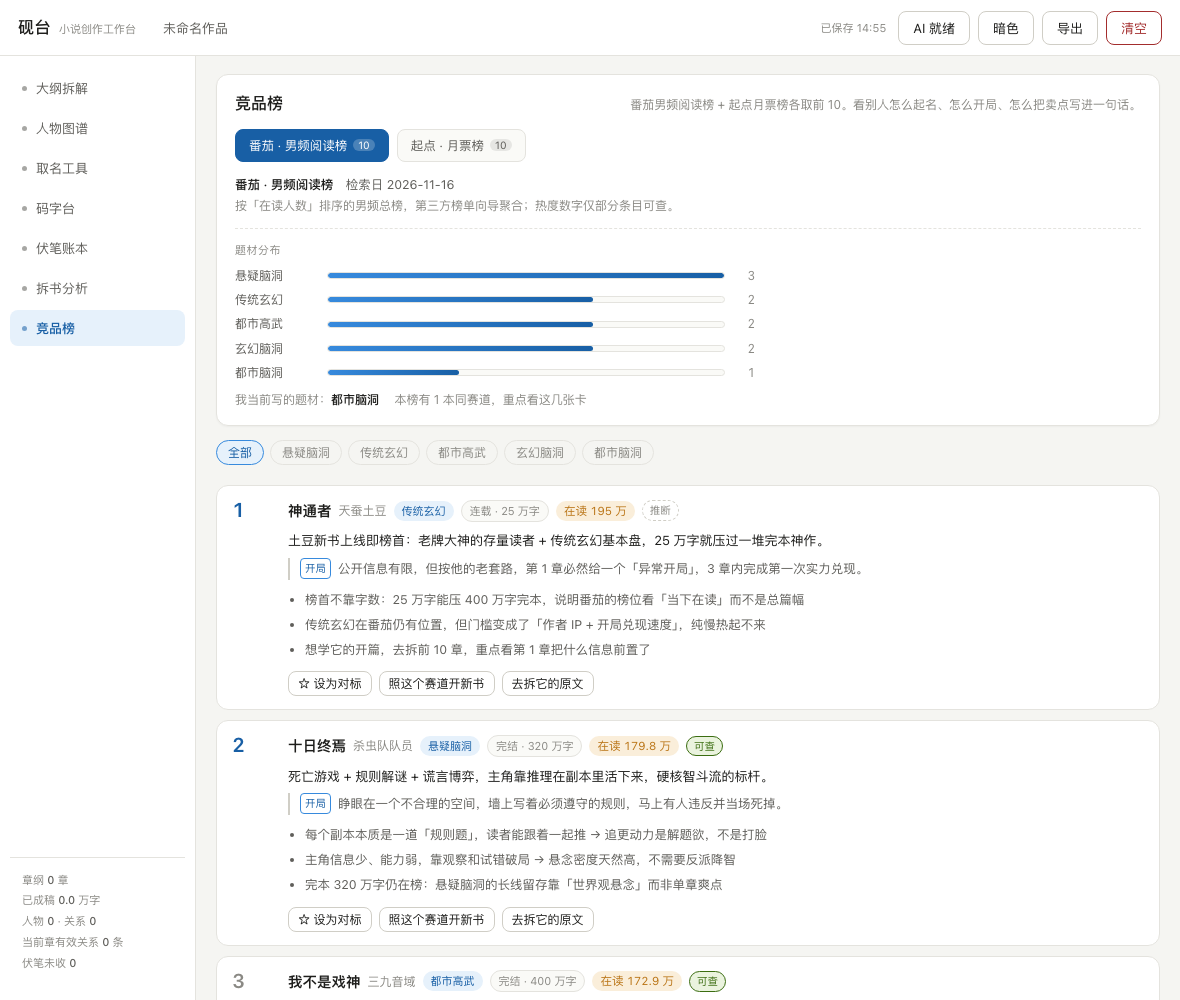 砚台 小说创作工作台 未命名作品 已保存 14:55 AI 就绪 暗色 导出 清空
大纲拆解
人物图谱
取名工具
码字台
伏笔账本
拆书分析
竞品榜
章纲 0 章
已成稿 0.0 万字
人物 0 · 关系 0
当前章有效关系 0 条
伏笔未收 0
竞品榜 番茄男频阅读榜 + 起点月票榜各取前 10。看别人怎么起名、怎么开局、怎么把卖点写进一句话。
番茄 · 男频阅读榜 10 起点 · 月票榜 10
番茄 · 男频阅读榜 检索日 2026-11-16
按「在读人数」排序的男频总榜，第三方榜单向导聚合；热度数字仅部分条目可查。
题材分布
悬疑脑洞 3
传统玄幻 2
都市高武 2
玄幻脑洞 2
都市脑洞 1
我当前写的题材：都市脑洞 本榜有 1 本同赛道，重点看这几张卡
全部 悬疑脑洞 传统玄幻 都市高武 玄幻脑洞 都市脑洞
1 神通者 天蚕土豆 传统玄幻 连载 · 25 万字 在读 195 万 推断
土豆新书上线即榜首：老牌大神的存量读者 + 传统玄幻基本盘，25 万字就压过一堆完本神作。
开局 公开信息有限，但按他的老套路，第 1 章必然给一个「异常开局」，3 章内完成第一次实力兑现。
• 榜首不靠字数：25 万字能压 400 万字完本，说明番茄的榜位看「当下在读」而不是总篇幅
• 传统玄幻在番茄仍有位置，但门槛变成了「作者 IP + 开局兑现速度」，纯慢热起不来
• 想学它的开篇，去拆前 10 章，重点看第 1 章把什么信息前置了
☆ 设为对标 照这个赛道开新书 去拆它的原文
2 十日终焉 杀虫队队员 悬疑脑洞 完结 · 320 万字 在读 179.8 万 可查
死亡游戏 + 规则解谜 + 谎言博弈，主角靠推理在副本里活下来，硬核智斗流的标杆。
开局 睁眼在一个不合理的空间，墙上写着必须遵守的规则，马上有人违反并当场死掉。
• 每个副本本质是一道「规则题」，读者能跟着一起推 → 追更动力是解题欲，不是打脸
• 主角信息少、能力弱，靠观察和试错破局 → 悬念密度天然高，不需要反派降智
• 完本 320 万字仍在榜：悬疑脑洞的长线留存靠「世界观悬念」而非单章爽点
☆ 设为对标 照这个赛道开新书 去拆它的原文
3 我不是戏神 三九音域 都市高武 完结 · 400 万字 在读 172.9 万 可查